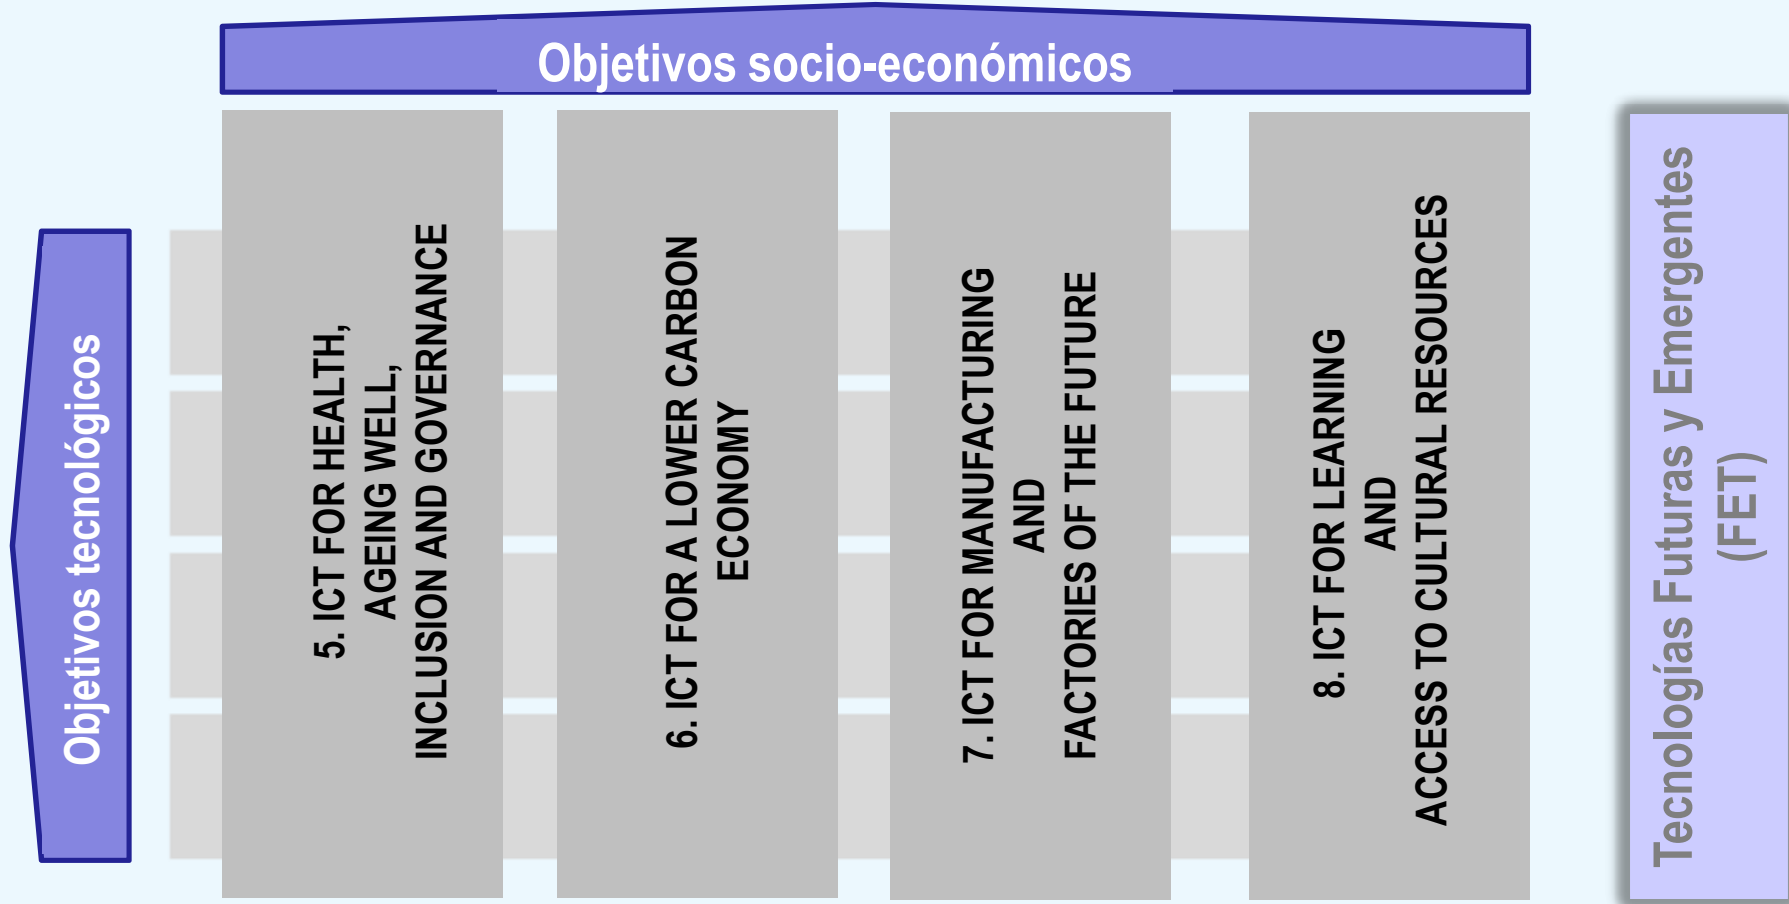 Objetivos socio-económicos
Objetivos tecnológicos
5. ICT FOR HEALTH,
AGEING WELL,
INCLUSION AND GOVERNANCE
6. ICT FOR A LOWER CARBON
ECONOMY
7. ICT FOR MANUFACTURING
AND
FACTORIES OF THE FUTURE
8. ICT FOR LEARNING
AND
ACCESS TO CULTURAL RESOURCES
Tecnologías Futuras y Emergentes
(FET)